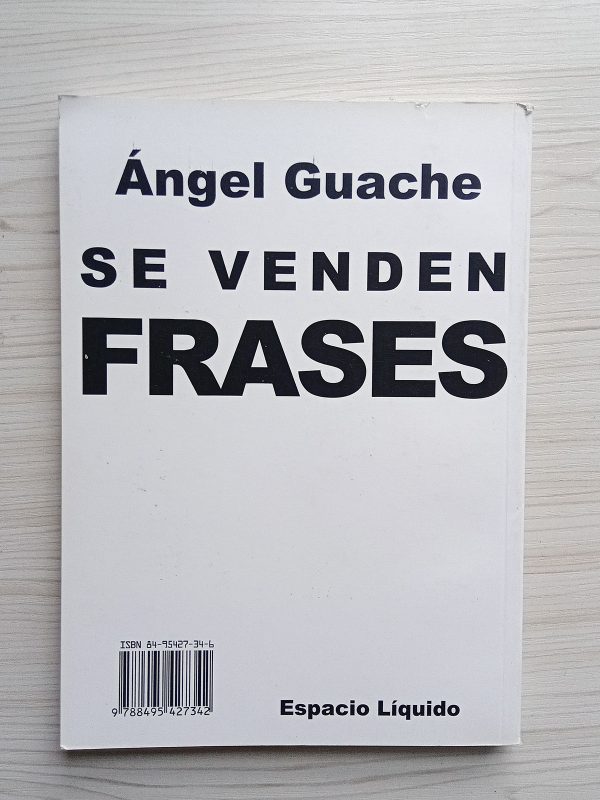 Ángel Guache
SE VENDEN
FRASES
ISBN 84-95427-34-6
9 788495 427342
Espacio Líquido